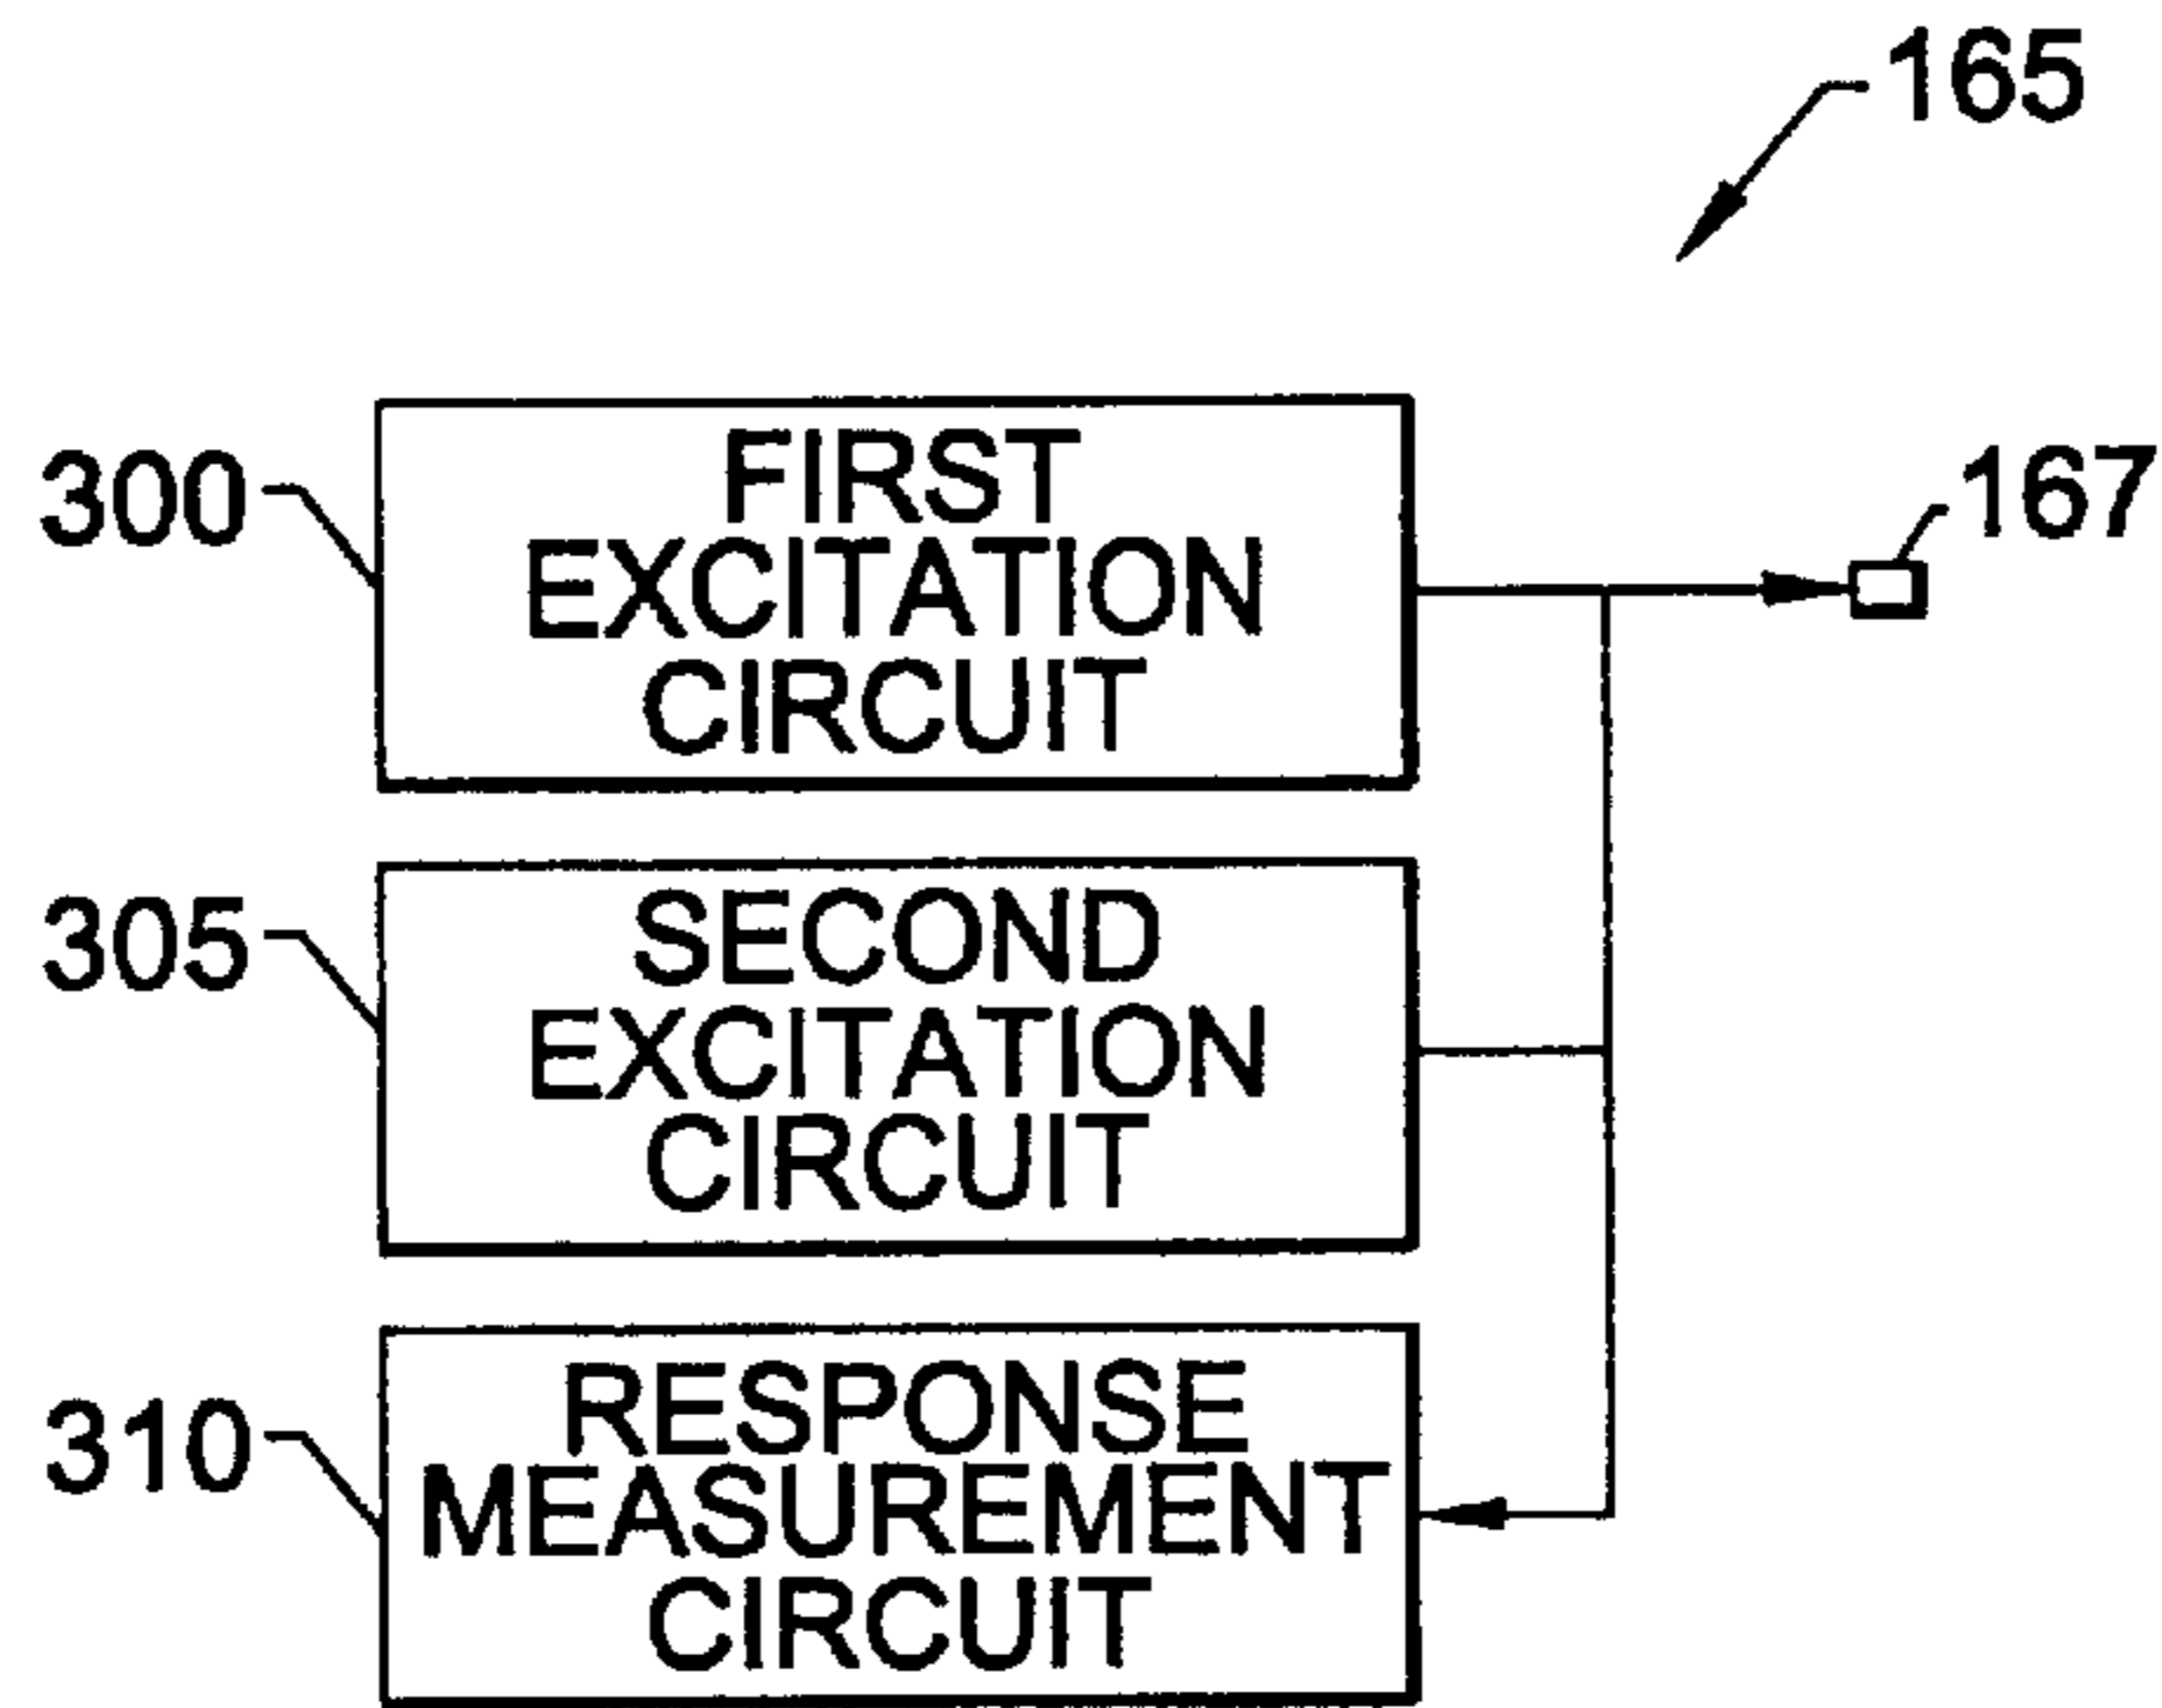 165
300
FIRST
EXCITATION
CIRCUIT
167
305
SECOND
EXCITATION
CIRCUIT
310
RESPONSE
MEASUREMENT
CIRCUIT